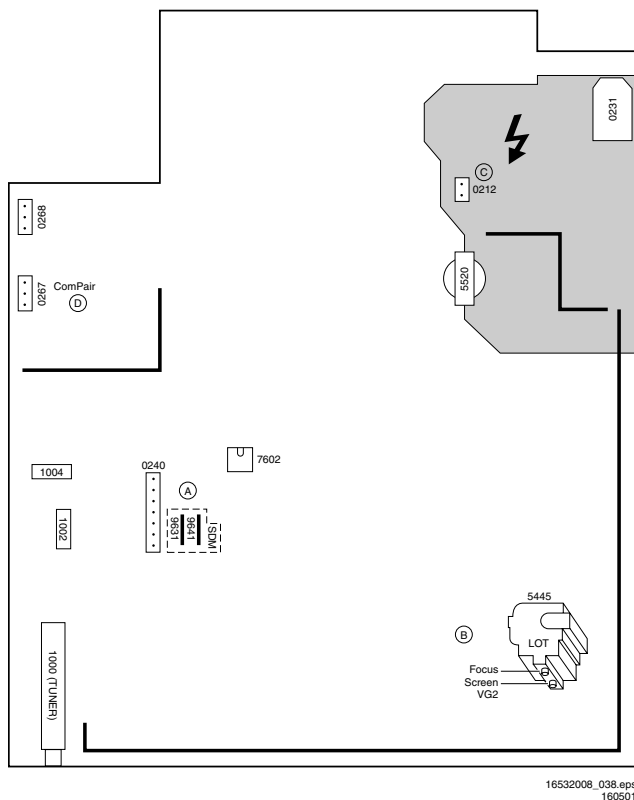 0231
C
0212
0268
5520
0267
ComPair
D
7602
0240
1004
A
9631
9641
SDM
1002
5445
B
LOT
1000 (TUNER)
Focus
Screen
VG2
16532008_038.eps
160501